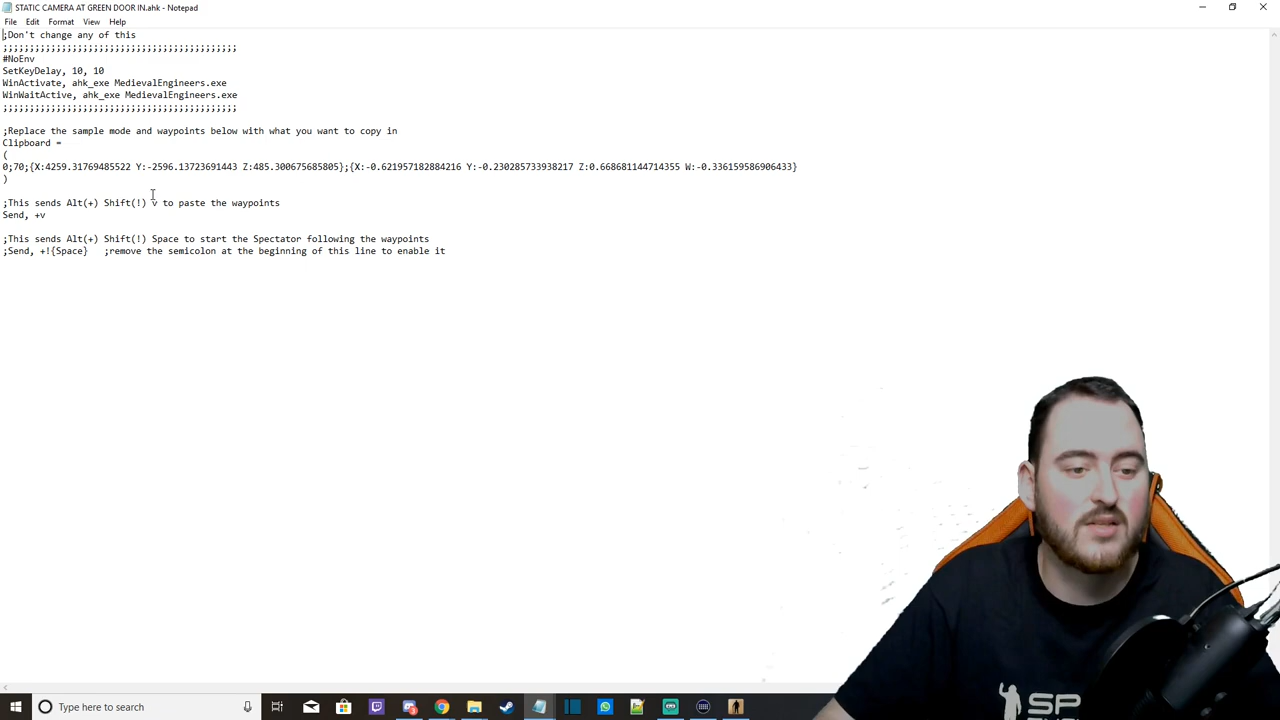 STATIC CAMERA AT GREEN DOOR IN.ahk - Notepad
File Edit Format View Help
;Don't change any of this
;;;;;;;;;;;;;;;;;;;;;;;;;;;;;;;;;;;;;;;;;;;;
#NoEnv
SetKeyDelay, 10, 10
WinActivate, ahk_exe MedievalEngineers.exe
WinWaitActive, ahk_exe MedievalEngineers.exe
;;;;;;;;;;;;;;;;;;;;;;;;;;;;;;;;;;;;;;;;;;;;
;Replace the sample mode and waypoints below with what you want to copy in
Clipboard =
(
0;70;{X:4259.31769485522 Y:-2596.13723691443 Z:485.300675685805};{X:-0.621957182884216 Y:-0.230285733938217 Z:0.668681144714355 W:-0.336159586906433}
)
;This sends Alt(+) Shift(!) v to paste the waypoints
Send, +v
;This sends Alt(+) Shift(!) Space to start the Spectator following the waypoints
;Send, +!{Space} ;remove the semicolon at the beginning of this line to enable it
SP
Type here to search